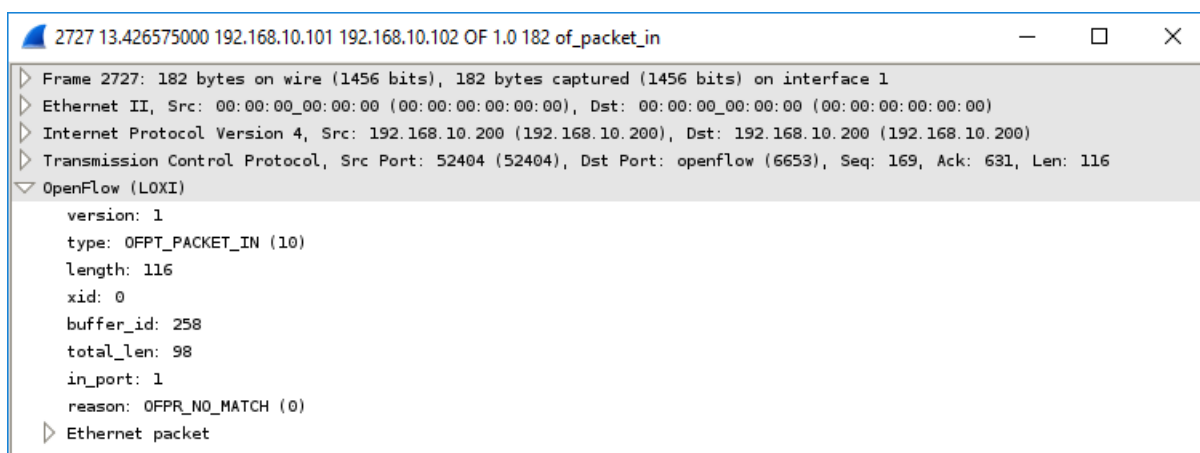 2727 13.426575000 192.168.10.101 192.168.10.102 OF 1.0 182 of_packet_in
Frame 2727: 182 bytes on wire (1456 bits), 182 bytes captured (1456 bits) on interface 1
Ethernet II, Src: 00:00:00_00:00:00 (00:00:00:00:00:00), Dst: 00:00:00_00:00:00 (00:00:00:00:00:00)
Internet Protocol Version 4, Src: 192.168.10.200 (192.168.10.200), Dst: 192.168.10.200 (192.168.10.200)
Transmission Control Protocol, Src Port: 52404 (52404), Dst Port: openflow (6653), Seq: 169, Ack: 631, Len: 116
OpenFlow (LOXI)
version: 1
type: OFPT_PACKET_IN (10)
length: 116
xid: 0
buffer_id: 258
total_len: 98
in_port: 1
reason: OFPR_NO_MATCH (0)
Ethernet packet